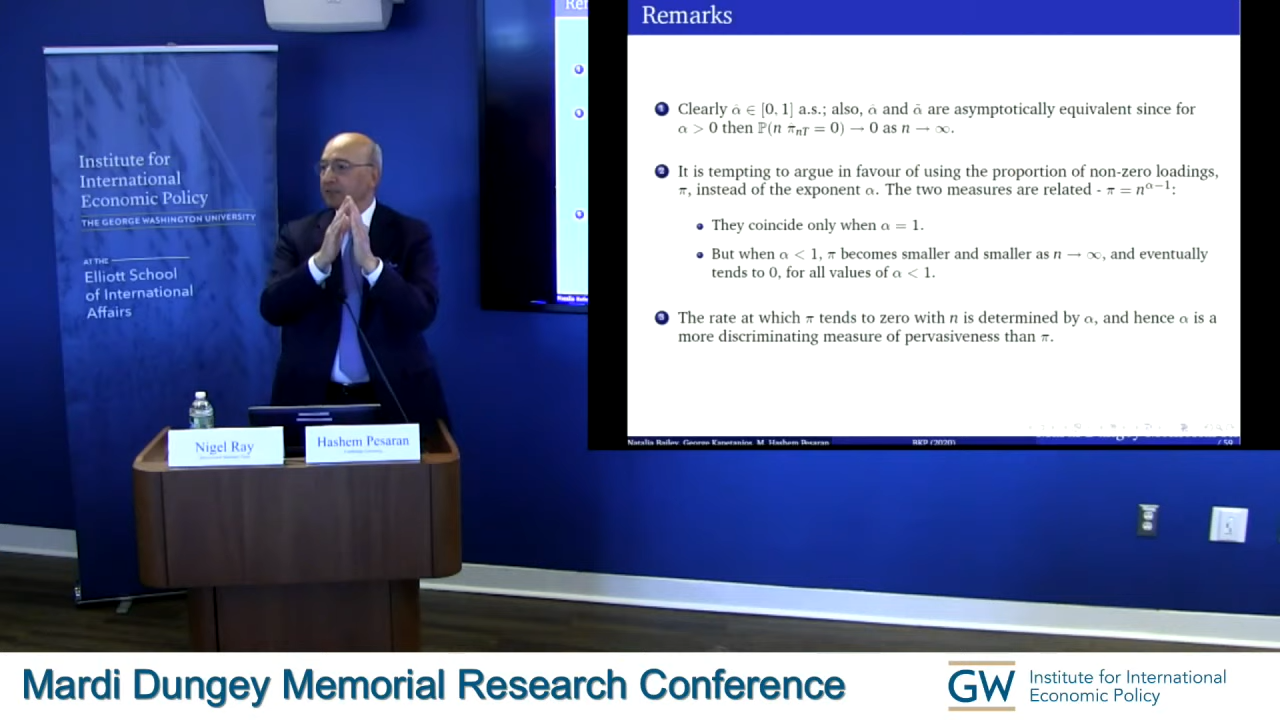 Institute for
International
Economic Policy
THE GEORGE WASHINGTON UNIVERSITY
AT THE
Elliott School
of International
Affairs
Nigel Ray
Hashem Pesaran
Remarks
1 Clearly α̂ ∈ [0, 1] a.s.; also, α̂ and α̃ are asymptotically equivalent since for
α > 0 then ℙ(n π̂nT = 0) → 0 as n → ∞.
2 It is tempting to argue in favour of using the proportion of non-zero loadings,
π, instead of the exponent α. The two measures are related - π = n^{α−1}:
They coincide only when α = 1.
But when α < 1, π becomes smaller and smaller as n → ∞, and eventually
tends to 0, for all values of α < 1.
3 The rate at which π tends to zero with n is determined by α, and hence α is a
more discriminating measure of pervasiveness than π.
Natalia Bailey, George Kapetanios, M. Hashem Pesaran
BKP (2020)
/ 59
Mardi Dungey Memorial Research Conference
GW
Institute for International
Economic Policy